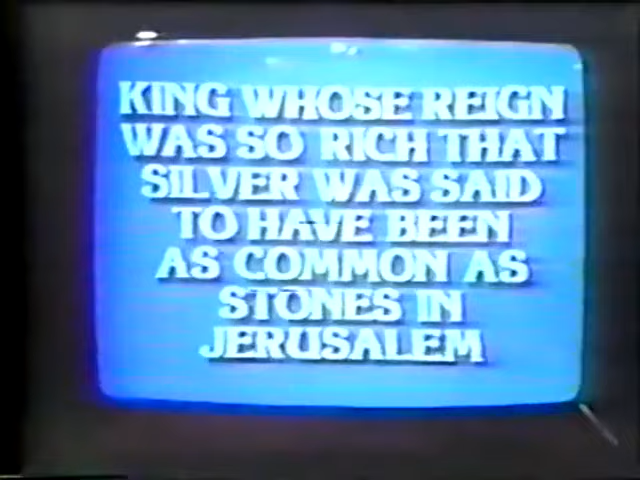 KING WHOSE REIGN
WAS SO RICH THAT
SILVER WAS SAID
TO HAVE BEEN
AS COMMON AS
STONES IN
JERUSALEM